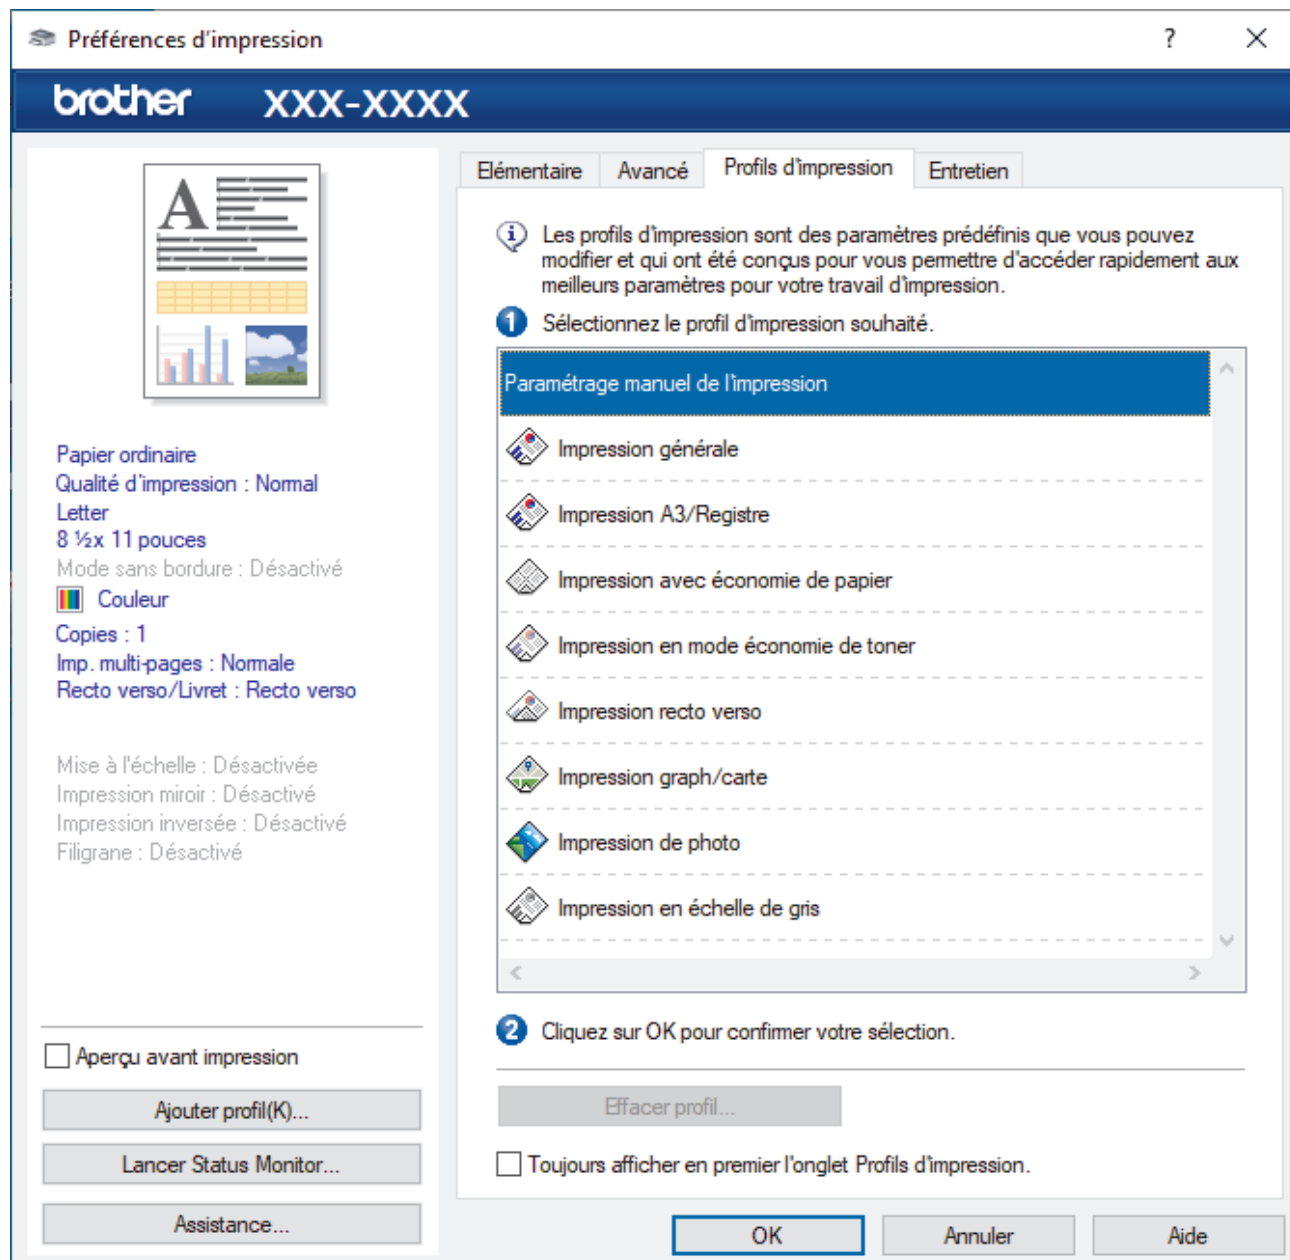 Préférences d'impression
?
brother XXX-XXXX
A
Papier ordinaire
Qualité d'impression : Normal
Letter
8 ½x 11 pouces
Mode sans bordure : Désactivé
Couleur
Copies : 1
Imp. multi-pages : Normale
Recto verso/Livret : Recto verso
Mise à l'échelle : Désactivée
Impression miroir : Désactivé
Impression inversée : Désactivé
Filigrane : Désactivé
Aperçu avant impression
Ajouter profil(K)...
Lancer Status Monitor...
Assistance...
Elémentaire
Avancé
Profils d'impression
Entretien
Les profils d'impression sont des paramètres prédéfinis que vous pouvez
modifier et qui ont été conçus pour vous permettre d'accéder rapidement aux
meilleurs paramètres pour votre travail d'impression.
1 Sélectionnez le profil d'impression souhaité.
Paramétrage manuel de l'impression
Impression générale
Impression A3/Registre
Impression avec économie de papier
Impression en mode économie de toner
Impression recto verso
Impression graph/carte
Impression de photo
Impression en échelle de gris
2 Cliquez sur OK pour confirmer votre sélection.
Effacer profil...
Toujours afficher en premier l'onglet Profils d'impression.
OK
Annuler
Aide